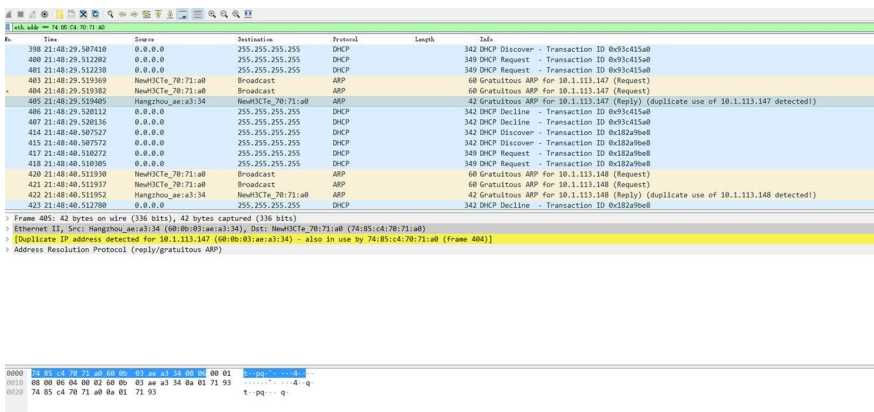 eth.addr == 74:85:C4:70:71:A0
No. Time Source Destination Protocol Length Info
398 21:48:29.507410 0.0.0.0 255.255.255.255 DHCP 342 DHCP Discover - Transaction ID 0x93c415a0
400 21:48:29.512202 0.0.0.0 255.255.255.255 DHCP 349 DHCP Request - Transaction ID 0x93c415a0
401 21:48:29.512238 0.0.0.0 255.255.255.255 DHCP 349 DHCP Request - Transaction ID 0x93c415a0
403 21:48:29.519369 NewH3CTe_70:71:a0 Broadcast ARP 60 Gratuitous ARP for 10.1.113.147 (Request)
404 21:48:29.519382 NewH3CTe_70:71:a0 Broadcast ARP 60 Gratuitous ARP for 10.1.113.147 (Request)
405 21:48:29.519405 Hangzhou_ae:a3:34 NewH3CTe_70:71:a0 ARP 42 Gratuitous ARP for 10.1.113.147 (Reply) (duplicate use of 10.1.113.147 detected!)
406 21:48:29.520112 0.0.0.0 255.255.255.255 DHCP 342 DHCP Decline - Transaction ID 0x93c415a0
407 21:48:29.520136 0.0.0.0 255.255.255.255 DHCP 342 DHCP Decline - Transaction ID 0x93c415a0
414 21:48:40.507527 0.0.0.0 255.255.255.255 DHCP 342 DHCP Discover - Transaction ID 0x182a9be8
415 21:48:40.507572 0.0.0.0 255.255.255.255 DHCP 342 DHCP Discover - Transaction ID 0x182a9be8
417 21:48:40.510272 0.0.0.0 255.255.255.255 DHCP 349 DHCP Request - Transaction ID 0x182a9be8
418 21:48:40.510305 0.0.0.0 255.255.255.255 DHCP 349 DHCP Request - Transaction ID 0x182a9be8
420 21:48:40.511930 NewH3CTe_70:71:a0 Broadcast ARP 60 Gratuitous ARP for 10.1.113.148 (Request)
421 21:48:40.511937 NewH3CTe_70:71:a0 Broadcast ARP 60 Gratuitous ARP for 10.1.113.148 (Request)
422 21:48:40.511952 Hangzhou_ae:a3:34 NewH3CTe_70:71:a0 ARP 42 Gratuitous ARP for 10.1.113.148 (Reply) (duplicate use of 10.1.113.148 detected!)
423 21:48:40.512780 0.0.0.0 255.255.255.255 DHCP 342 DHCP Decline - Transaction ID 0x182a9be8
Frame 405: 42 bytes on wire (336 bits), 42 bytes captured (336 bits)
Ethernet II, Src: Hangzhou_ae:a3:34 (60:0b:03:ae:a3:34), Dst: NewH3CTe_70:71:a0 (74:85:c4:70:71:a0)
[Duplicate IP address detected for 10.1.113.147 (60:0b:03:ae:a3:34) - also in use by 74:85:c4:70:71:a0 (frame 404)]
Address Resolution Protocol (reply/gratuitous ARP)
0000 74 85 c4 70 71 a0 60 0b 03 ae a3 34 08 06 00 01 t··pq·`· ···4····
0010 08 00 06 04 00 02 60 0b 03 ae a3 34 0a 01 71 93 ······`· ···4··q·
0020 74 85 c4 70 71 a0 0a 01 71 93 t··pq··· q·